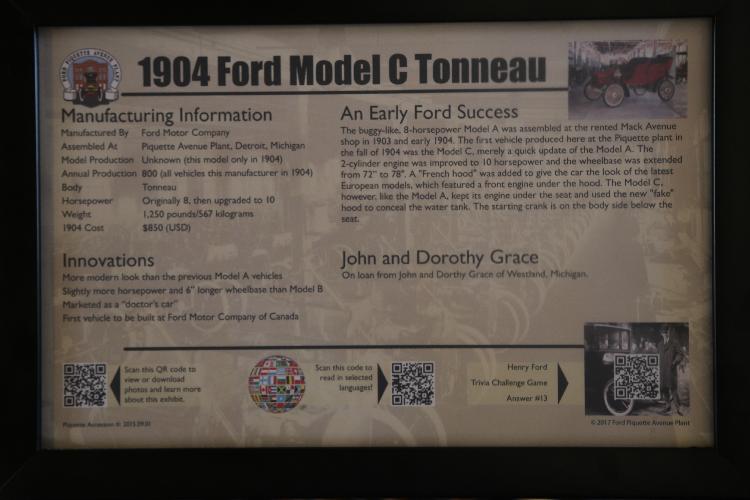 FORD PIQUETTE AVENUE PLANT
1904 Ford Model C Tonneau
Manufacturing Information
Manufactured By Ford Motor Company
Assembled At Piquette Avenue Plant, Detroit, Michigan
Model Production Unknown (this model only in 1904)
Annual Production 800 (all vehicles this manufacturer in 1904)
Body Tonneau
Horsepower Originally 8, then upgraded to 10
Weight 1,250 pounds/567 kilograms
1904 Cost $850 (USD)
Innovations
More modern look than the previous Model A vehicles
Slightly more horsepower and 6" longer wheelbase than Model B
Marketed as a "doctor's car"
First vehicle to be built at Ford Motor Company of Canada
An Early Ford Success
The buggy-like, 8-horsepower Model A was assembled at the rented Mack Avenue
shop in 1903 and early 1904. The first vehicle produced here at the Piquette plant in
the fall of 1904 was the Model C, merely a quick update of the Model A. The
2-cylinder engine was improved to 10 horsepower and the wheelbase was extended
from 72" to 78". A "French hood" was added to give the car the look of the latest
European models, which featured a front engine under the hood. The Model C,
however, like the Model A, kept its engine under the seat and used the new "fake"
hood to conceal the water tank. The starting crank is on the body side below the
seat.
John and Dorothy Grace
On loan from John and Dorthy Grace of Westland, Michigan.
Scan this QR code to
view or download
photos and learn more
about this exhibit.
Scan this code to
read in selected
languages!
Henry Ford
Trivia Challenge Game
Answer #13
Piquette Accession #: 2015.09.01
© 2017 Ford Piquette Avenue Plant